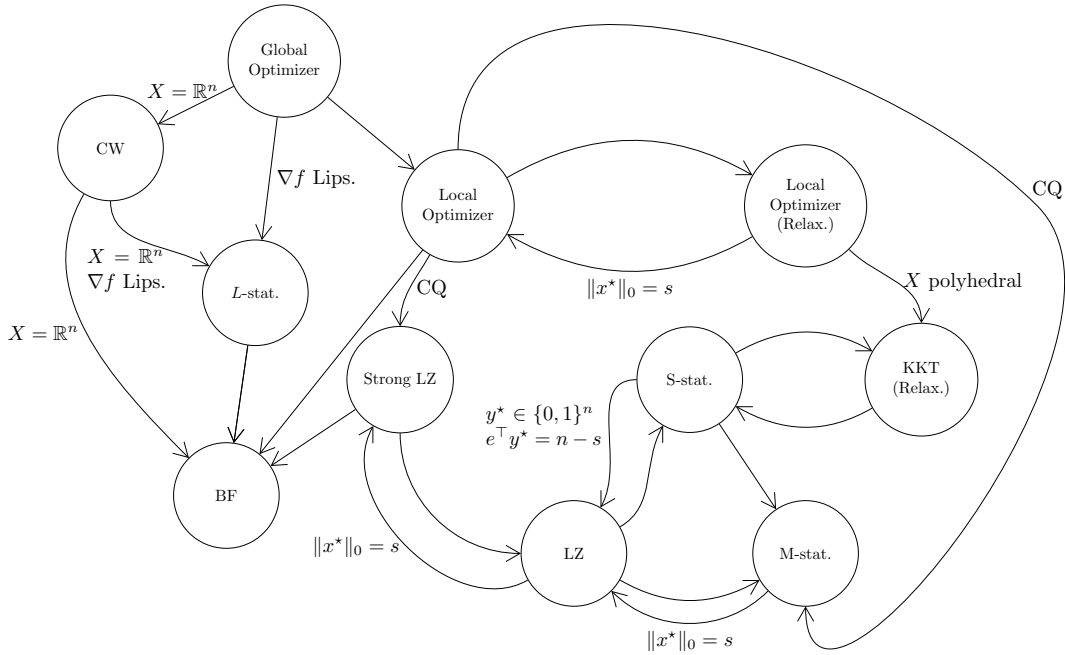 Global
Optimizer
X = ℝⁿ
CW
CQ
∇f Lips.
Local
Optimizer
Local
Optimizer
(Relax.)
X = ℝⁿ
∇f Lips.
L-stat.
CQ
‖x⋆‖₀ = s
X polyhedral
X = ℝⁿ
Strong LZ
S-stat.
KKT
(Relax.)
y⋆ ∈ {0, 1}ⁿ
e⊤y⋆ = n − s
BF
‖x⋆‖₀ = s
LZ
M-stat.
‖x⋆‖₀ = s